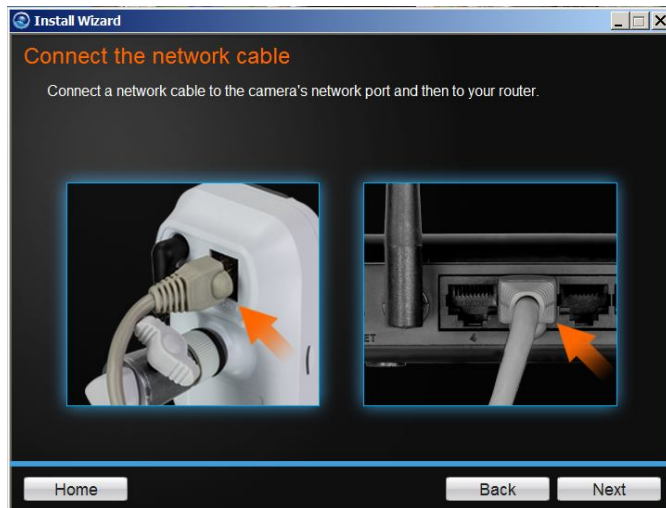 Install Wizard
Connect the network cable
Connect a network cable to the camera's network port and then to your router.
ET
4
Home
Back
Next